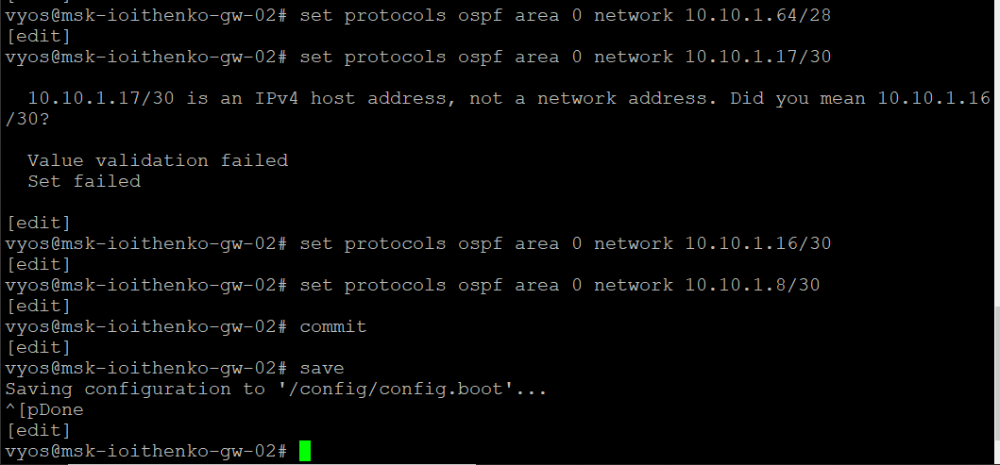 vyos@msk-ioithenko-gw-02# set protocols ospf area 0 network 10.10.1.64/28
[edit]
vyos@msk-ioithenko-gw-02# set protocols ospf area 0 network 10.10.1.17/30
10.10.1.17/30 is an IPv4 host address, not a network address. Did you mean 10.10.1.16
/30?
Value validation failed
Set failed
[edit]
vyos@msk-ioithenko-gw-02# set protocols ospf area 0 network 10.10.1.16/30
[edit]
vyos@msk-ioithenko-gw-02# set protocols ospf area 0 network 10.10.1.8/30
[edit]
vyos@msk-ioithenko-gw-02# commit
[edit]
vyos@msk-ioithenko-gw-02# save
Saving configuration to '/config/config.boot'...
^[pDone
[edit]
vyos@msk-ioithenko-gw-02#